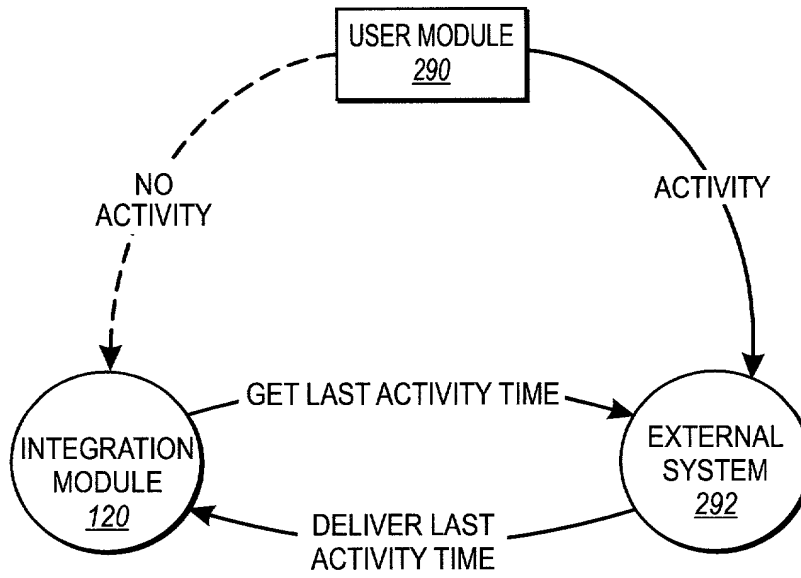 USER MODULE
290
NO
ACTIVITY
ACTIVITY
GET LAST ACTIVITY TIME
INTEGRATION
MODULE
120
EXTERNAL
SYSTEM
292
DELIVER LAST
ACTIVITY TIME